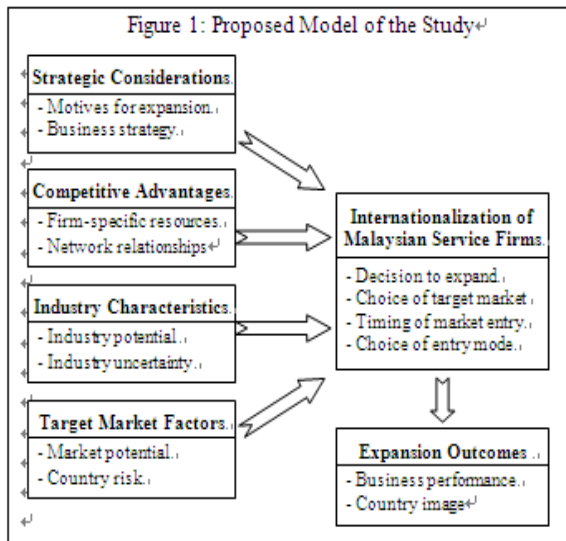 Figure 1: Proposed Model of the Study
Strategic Considerations
- Motives for expansion
- Business strategy
Competitive Advantages
- Firm-specific resources
- Network relationships
Industry Characteristics
- Industry potential
- Industry uncertainty
Target Market Factors
- Market potential
- Country risk
Internationalization of
Malaysian Service Firms
- Decision to expand
- Choice of target market
- Timing of market entry
- Choice of entry mode
Expansion Outcomes
- Business performance
- Country image